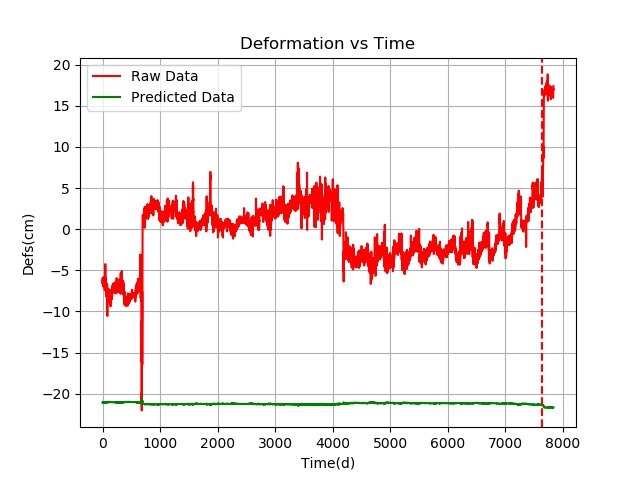 Deformation vs Time
Raw Data
Predicted Data
Defs(cm)
20
15
10
5
0
−5
−10
−15
−20
0 1000 2000 3000 4000 5000 6000 7000 8000
Time(d)